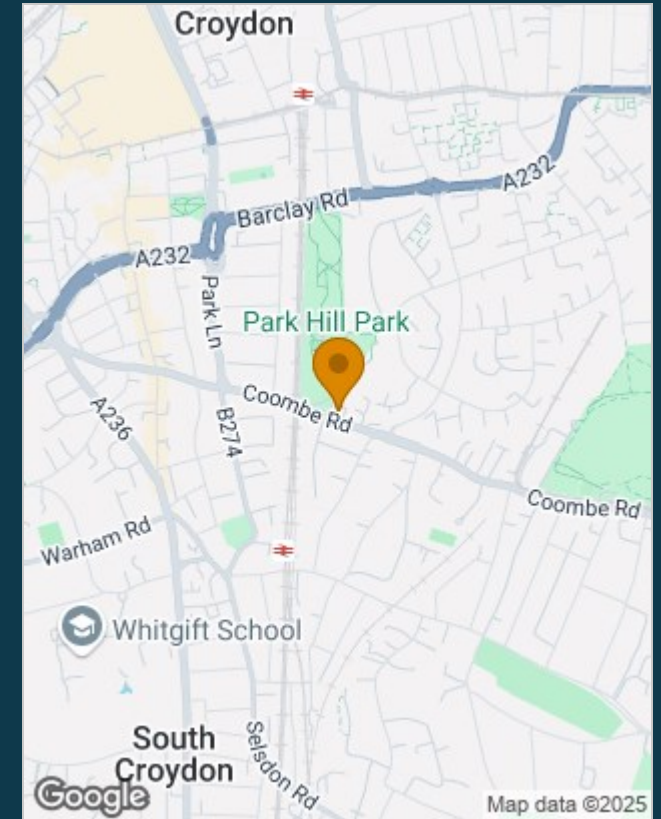 Croydon
Barclay Rd
A232
A232
Park Ln
Park Hill Park
Coombe Rd
A236
B274
Coombe Rd
Warham Rd
Whitgift School
South
Croydon
Selsdon Rd
Google
Map data ©2025